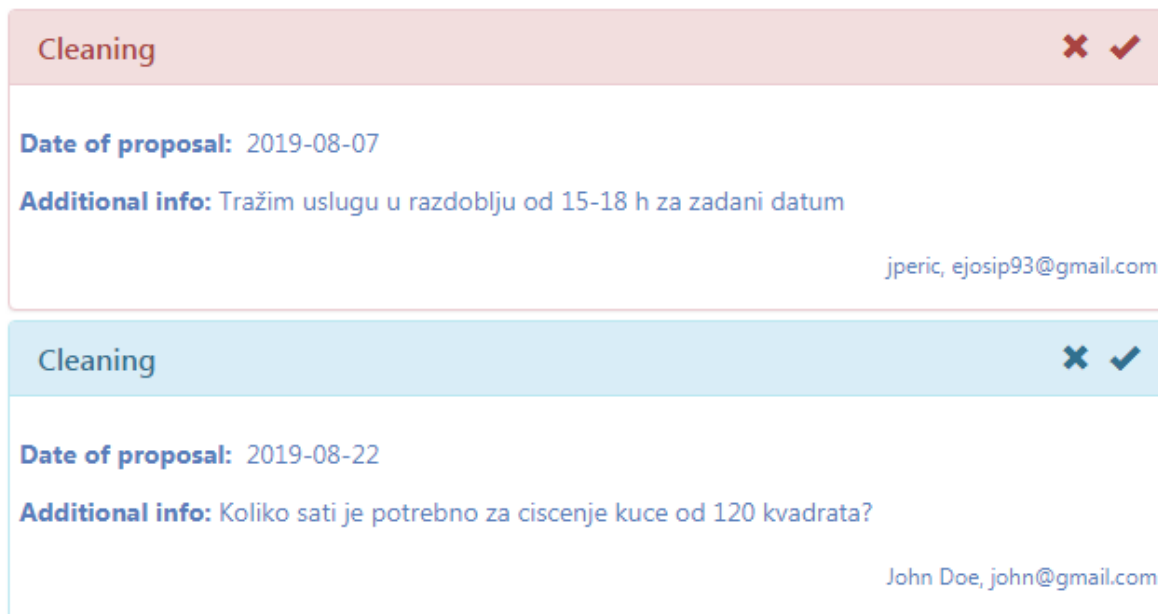 Cleaning
Date of proposal: 2019-08-07
Additional info: Tražim uslugu u razdoblju od 15-18 h za zadani datum
jperic, ejosip93@gmail.com
Cleaning
Date of proposal: 2019-08-22
Additional info: Koliko sati je potrebno za ciscenje kuce od 120 kvadrata?
John Doe, john@gmail.com